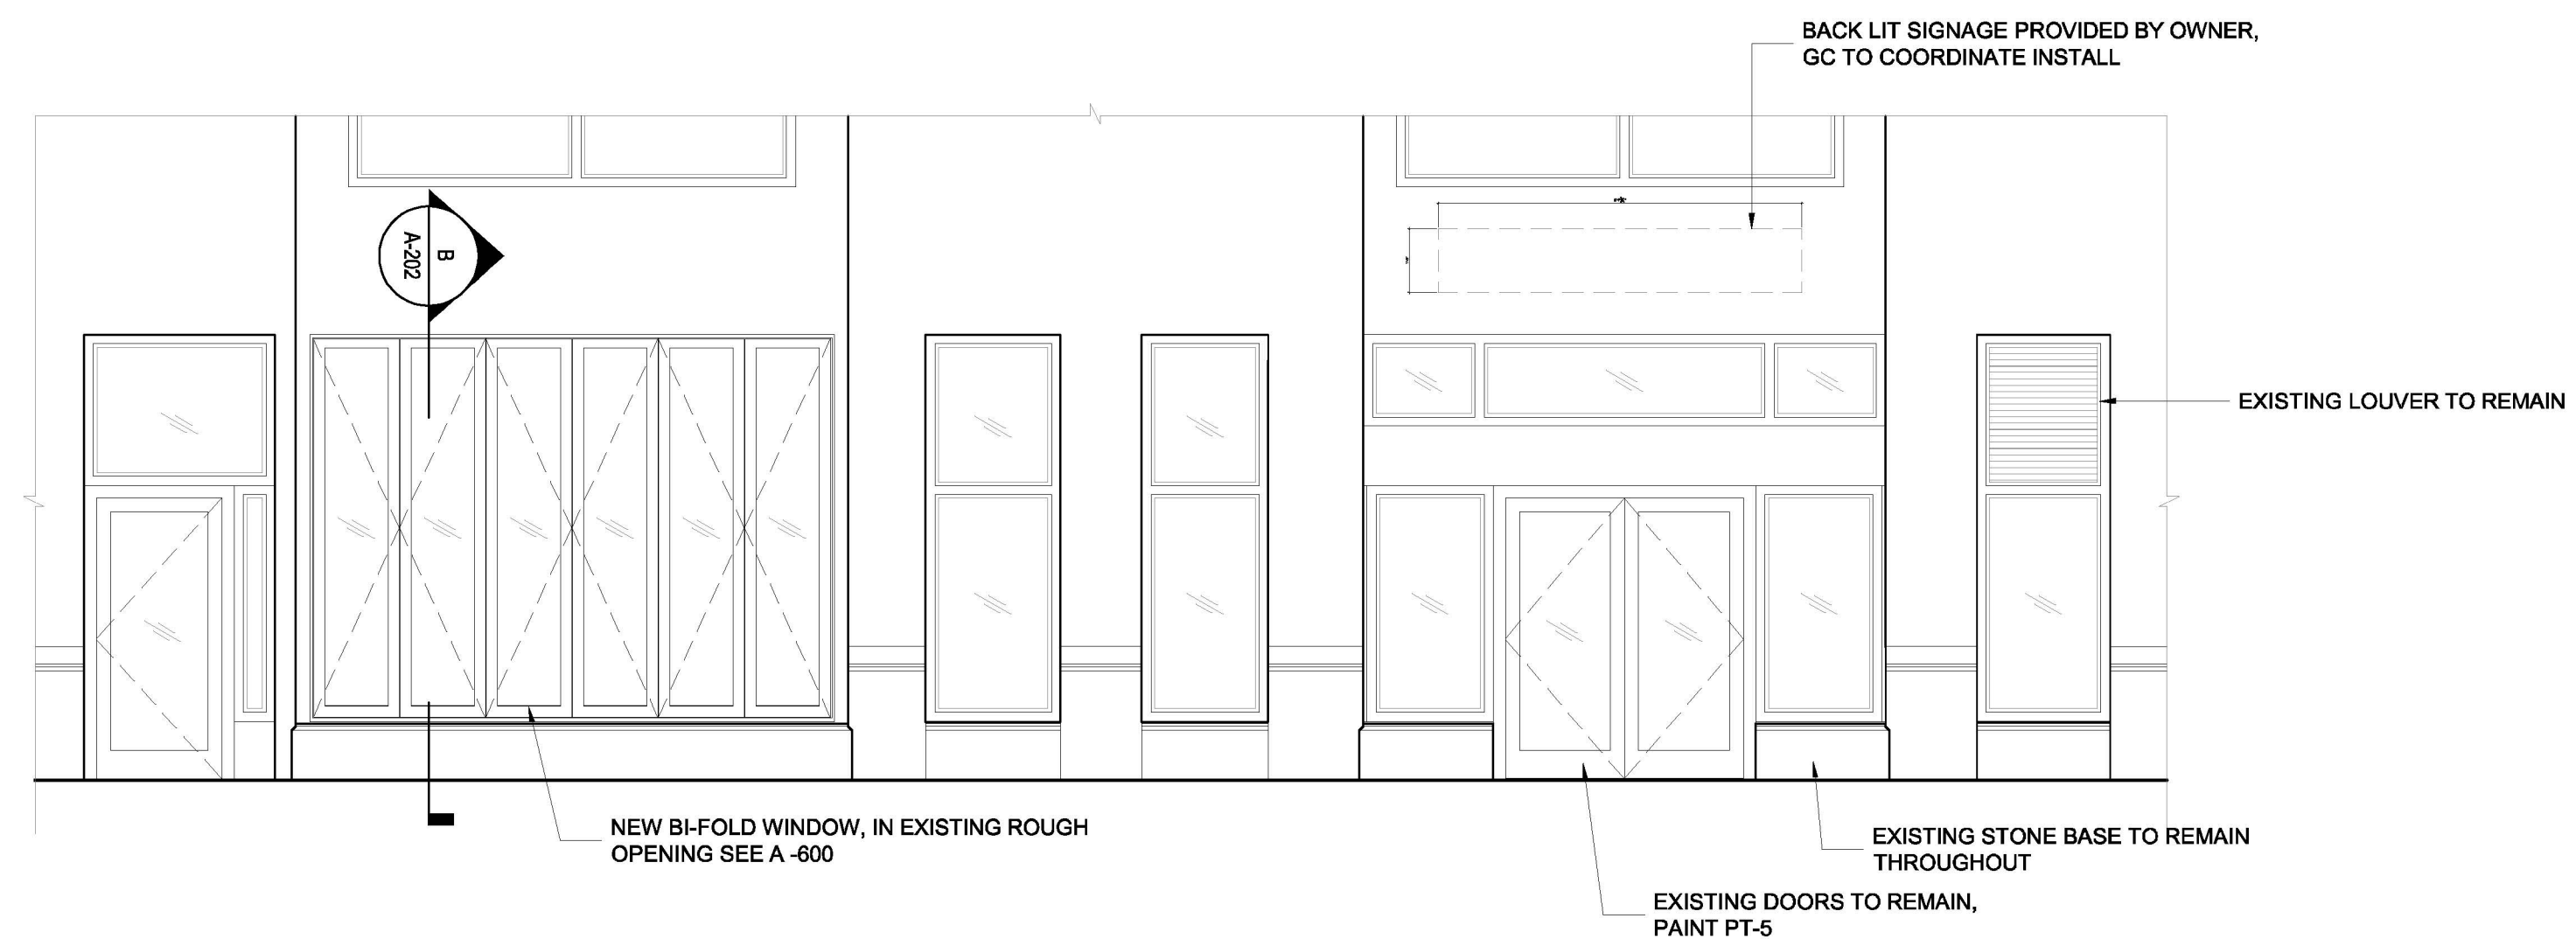 BACK LIT SIGNAGE PROVIDED BY OWNER,
GC TO COORDINATE INSTALL
B
A-202
EXISTING LOUVER TO REMAIN
NEW BI-FOLD WINDOW, IN EXISTING ROUGH
OPENING SEE A -600
EXISTING STONE BASE TO REMAIN
THROUGHOUT
EXISTING DOORS TO REMAIN,
PAINT PT-5